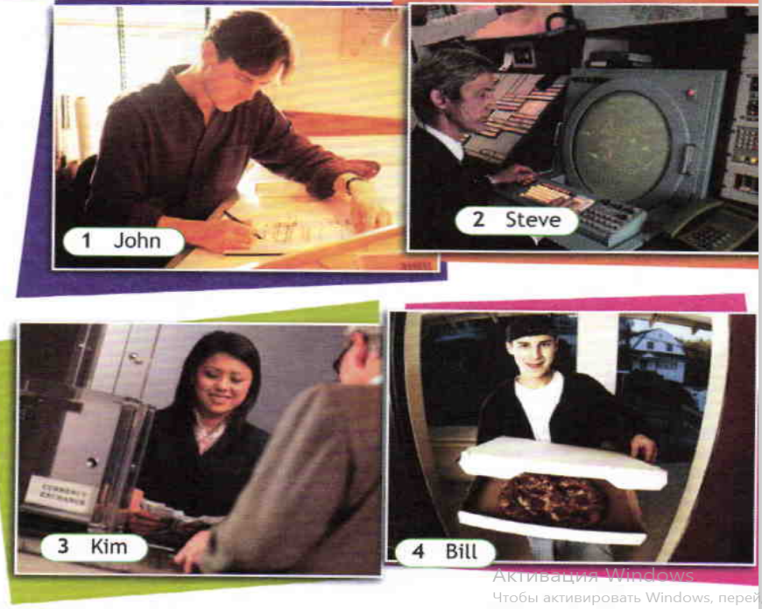 1 John
2 Steve
CURRENCY
EXCHANGE
3 Kim
4 Bill
Активация Windows
Чтобы активировать Windows, перей